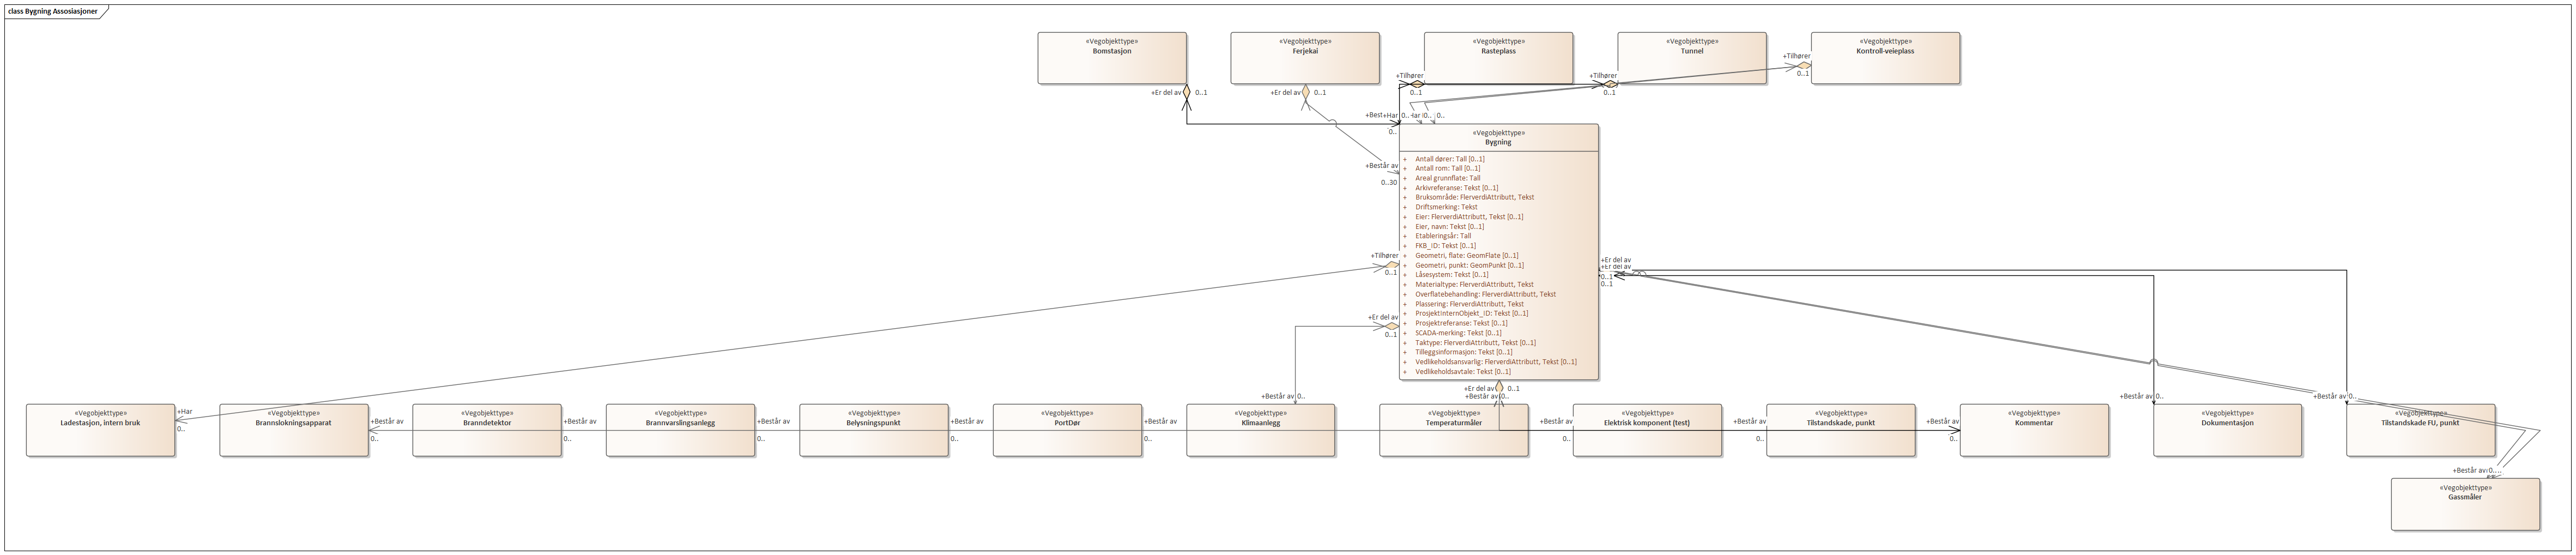 class Bygning Assosiasjoner
«Vegobjekttype»
Bomstasjon
«Vegobjekttype»
Ferjekai
«Vegobjekttype»
Rasteplass
«Vegobjekttype»
Tunnel
«Vegobjekttype»
Kontroll-veieplass
+Er del av
0..1
+Er del av
0..1
+Tilhører
0..1
+Tilhører
0..1
+Tilhører
0..1
+Har
0..
0..
0..
0..
+Består av
0..30
«Vegobjekttype»
Bygning
+ Antall dører: Tall [0..1]
+ Antall rom: Tall [0..1]
+ Areal grunnflate: Tall
+ Arkivreferanse: Tekst [0..1]
+ Bruksområde: FlerverdiAttributt, Tekst
+ Driftsmerking: Tekst
+ Eier: FlerverdiAttributt, Tekst [0..1]
+ Eier, navn: Tekst [0..1]
+ Etableringsår: Tall
+ FKB_ID: Tekst [0..1]
+ Geometri, flate: GeomFlate [0..1]
+ Geometri, punkt: GeomPunkt [0..1]
+ Låsesystem: Tekst [0..1]
+ Materialtype: FlerverdiAttributt, Tekst
+ Overflatebehandling: FlerverdiAttributt, Tekst
+ Plassering: FlerverdiAttributt, Tekst
+ ProsjektInternObjekt_ID: Tekst [0..1]
+ Prosjektreferanse: Tekst [0..1]
+ SCADA-merking: Tekst [0..1]
+ Taktype: FlerverdiAttributt, Tekst [0..1]
+ Tilleggsinformasjon: Tekst [0..1]
+ Vedlikeholdsansvarlig: FlerverdiAttributt, Tekst [0..1]
+ Vedlikeholdsavtale: Tekst [0..1]
+Tilhører
0..1
+Er del av
0..1
+Er del av
+Er del av
0..1
0..1
+Er del av
0..1
+Består av
0..
+Består av
0..
+Består av
0..
+Består av
0..
«Vegobjekttype»
Ladestasjon, intern bruk
+Har
0..
«Vegobjekttype»
Brannslokningsapparat
+Består av
0..
«Vegobjekttype»
Branndetektor
+Består av
0..
«Vegobjekttype»
Brannvarslingsanlegg
+Består av
0..
«Vegobjekttype»
Belysningspunkt
+Består av
0..
«Vegobjekttype»
PortDør
+Består av
0..
«Vegobjekttype»
Klimaanlegg
«Vegobjekttype»
Temperaturmåler
+Består av
0..
«Vegobjekttype»
Elektrisk komponent (test)
+Består av
0..
«Vegobjekttype»
Tilstandskade, punkt
+Består av
0..
«Vegobjekttype»
Kommentar
«Vegobjekttype»
Dokumentasjon
«Vegobjekttype»
Tilstandskade FU, punkt
+Består av
«Vegobjekttype»
Gassmåler